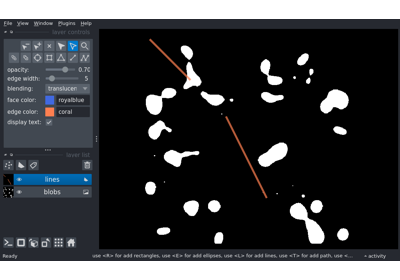 File View Window Plugins Help
layer controls
opacity: 0.70
edge width: 5
blending: translucen
face color: royalblue
edge color: coral
display text:
layer list
lines
blobs
Ready
use <R> for add rectangles, use <E> for add ellipses, use <L> for add lines, use <T> for add path, use <...
activity